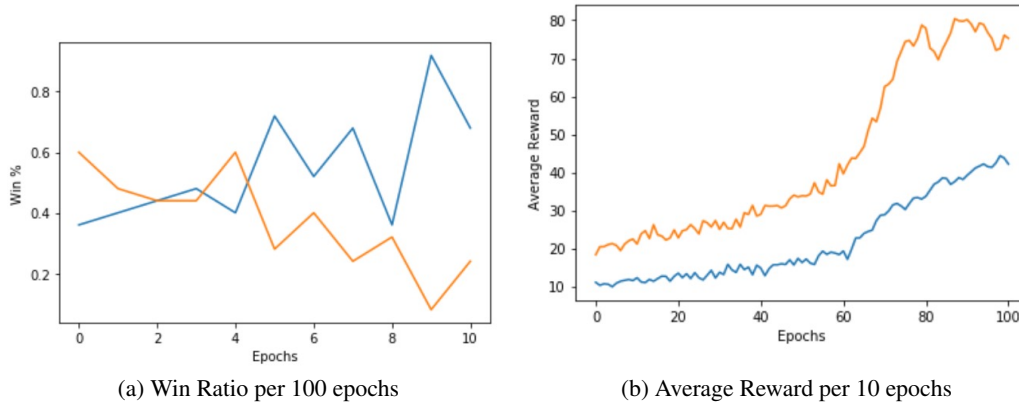 0.8
0.6
0.4
0.2
Win %
0 2 4 6 8 10
Epochs
(a) Win Ratio per 100 epochs
80
70
60
50
40
30
20
10
Average Reward
0 20 40 60 80 100
Epochs
(b) Average Reward per 10 epochs